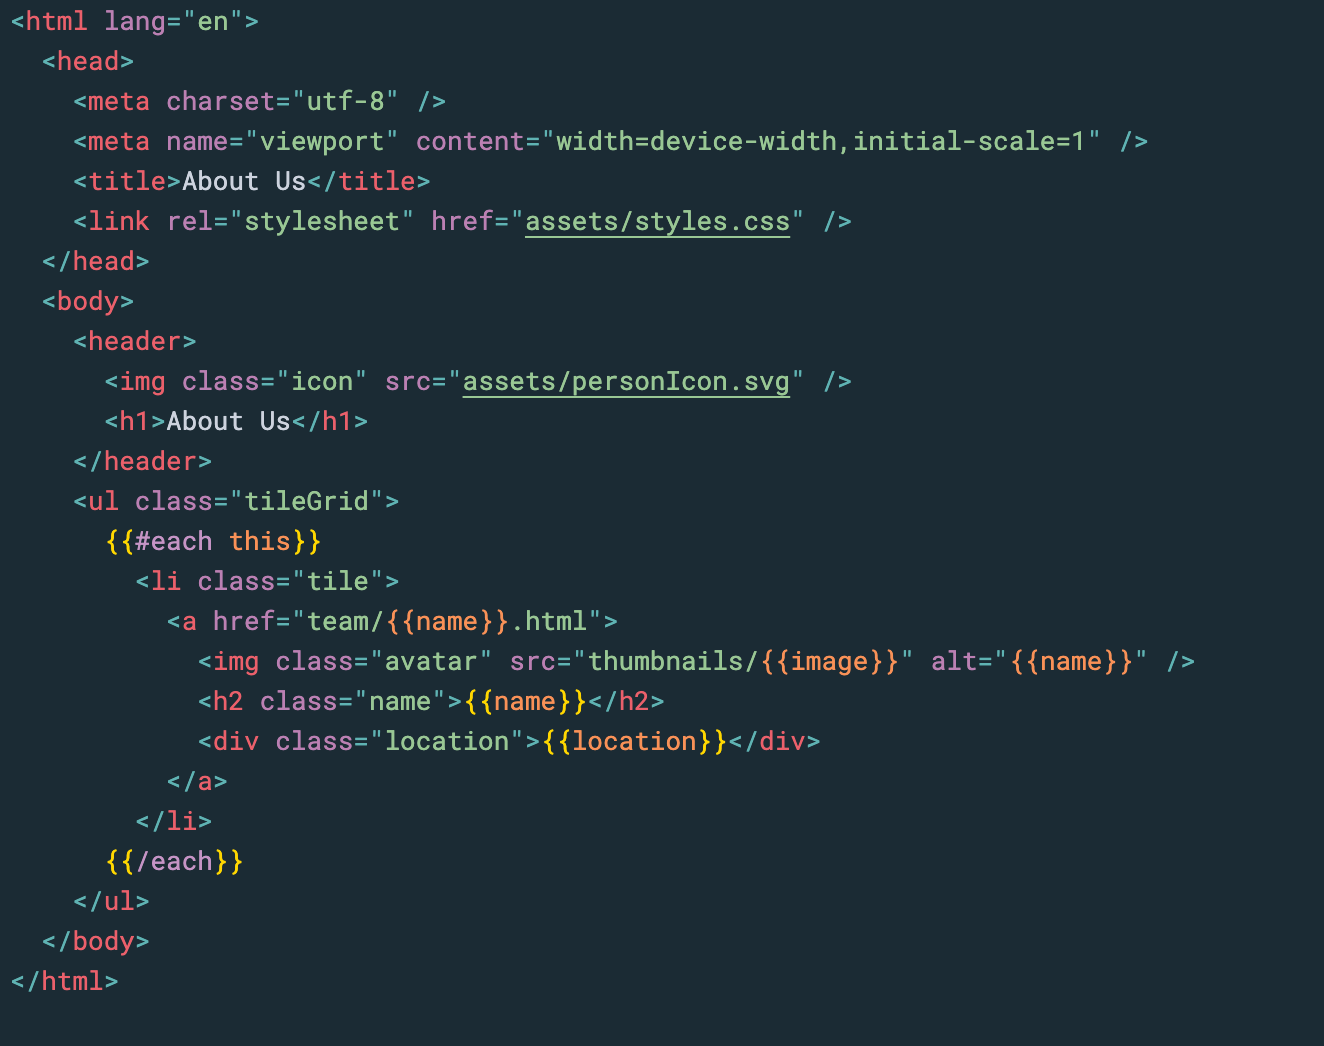 <html lang="en">
  <head>
    <meta charset="utf-8" />
    <meta name="viewport" content="width=device-width,initial-scale=1" />
    <title>About Us</title>
    <link rel="stylesheet" href="assets/styles.css" />
  </head>
  <body>
    <header>
      <img class="icon" src="assets/personIcon.svg" />
      <h1>About Us</h1>
    </header>
    <ul class="tileGrid">
      {{#each this}}
        <li class="tile">
          <a href="team/{{name}}.html">
            <img class="avatar" src="thumbnails/{{image}}" alt="{{name}}" />
            <h2 class="name">{{name}}</h2>
            <div class="location">{{location}}</div>
          </a>
        </li>
      {{/each}}
    </ul>
  </body>
</html>